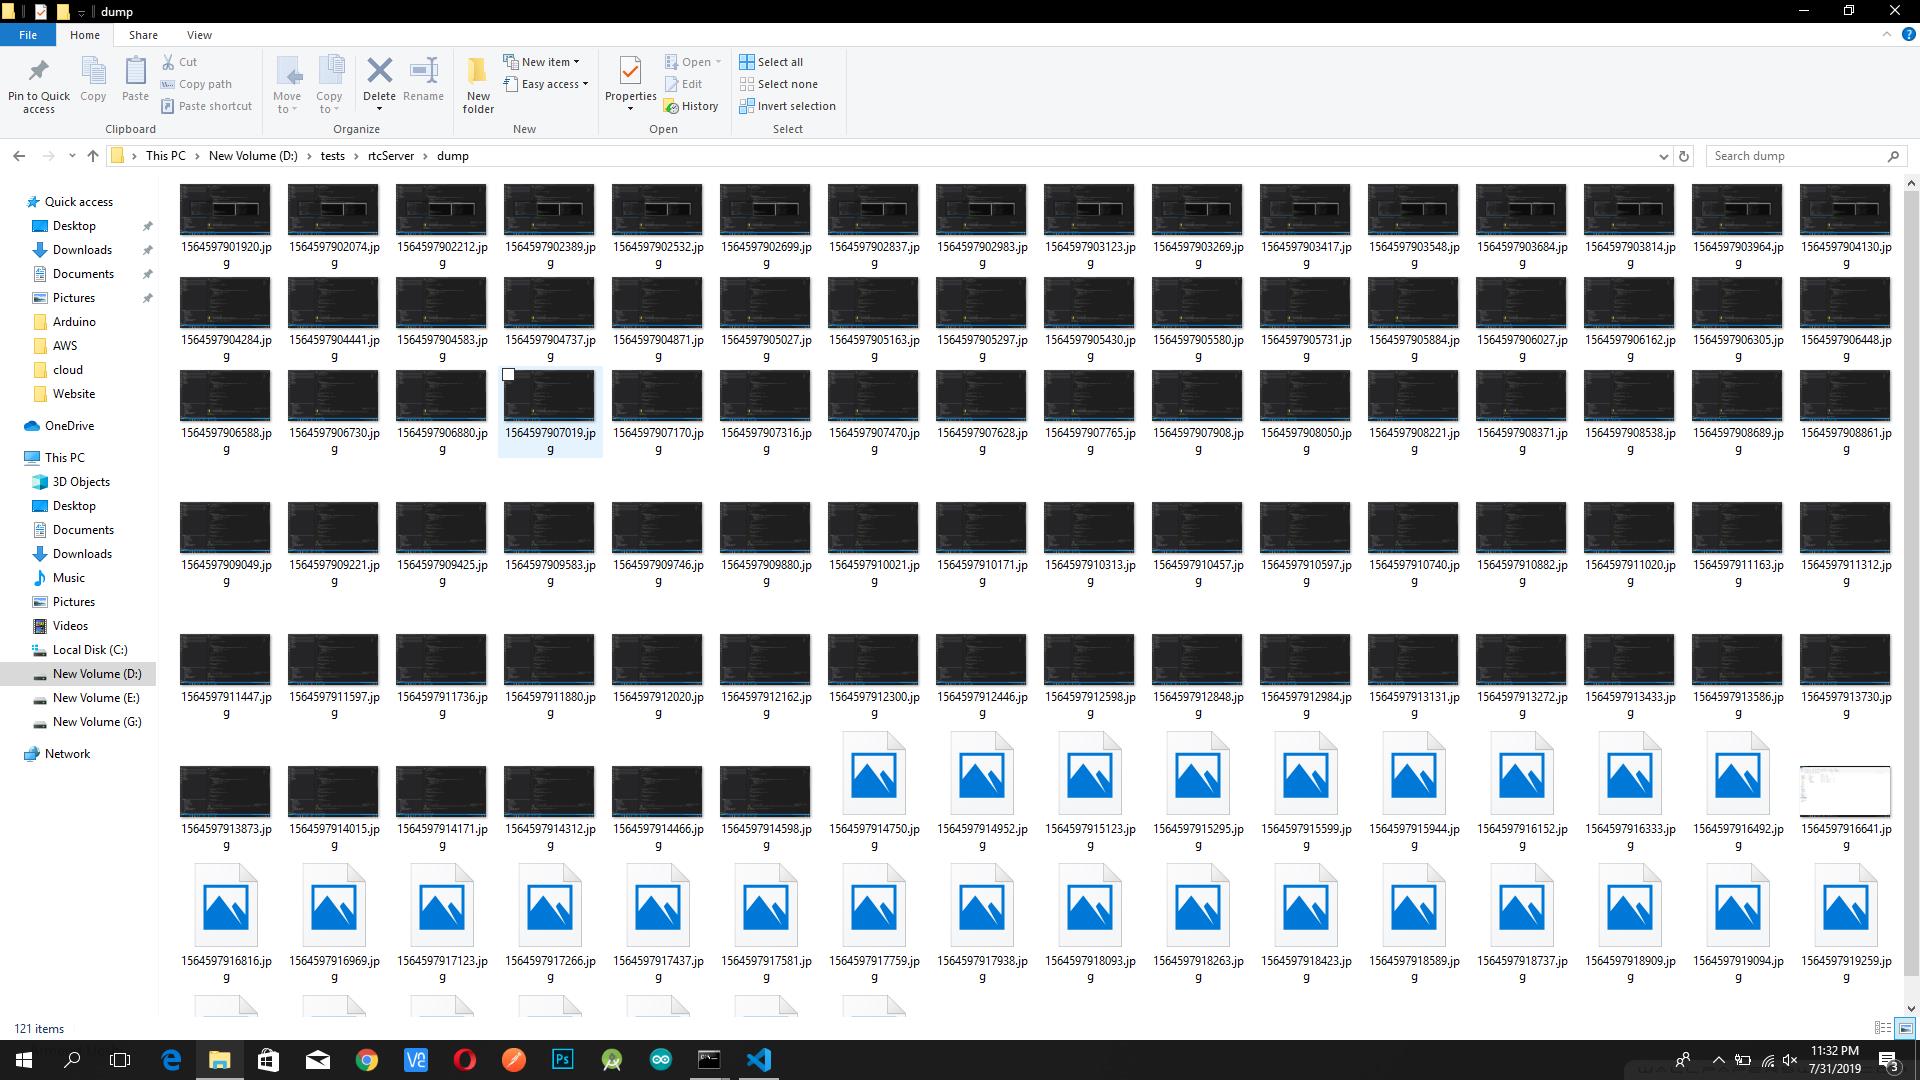 dump
File Home Share View
Pin to Quick access
Copy
Paste
Cut
Copy path
Paste shortcut
Clipboard
Move to
Copy to
Delete
Rename
Organize
New folder
New item
Easy access
New
Properties
Open
Edit
History
Open
Select all
Select none
Invert selection
Select
This PC New Volume (D:) tests rtcServer dump
Search dump
Quick access
Desktop
Downloads
Documents
Pictures
Arduino
AWS
cloud
Website
OneDrive
This PC
3D Objects
Desktop
Documents
Downloads
Music
Pictures
Videos
Local Disk (C:)
New Volume (D:)
New Volume (E:)
New Volume (G:)
Network
1564597901920.jpg 1564597902074.jpg 1564597902212.jpg 1564597902389.jpg 1564597902532.jpg 1564597902699.jpg 1564597902837.jpg 1564597902983.jpg 1564597903123.jpg 1564597903269.jpg 1564597903417.jpg 1564597903548.jpg 1564597903684.jpg 1564597903814.jpg 1564597903964.jpg 1564597904130.jpg
1564597904284.jpg 1564597904441.jpg 1564597904583.jpg 1564597904737.jpg 1564597904871.jpg 1564597905027.jpg 1564597905163.jpg 1564597905297.jpg 1564597905430.jpg 1564597905580.jpg 1564597905731.jpg 1564597905884.jpg 1564597906027.jpg 1564597906162.jpg 1564597906305.jpg 1564597906448.jpg
1564597906588.jpg 1564597906730.jpg 1564597906880.jpg 1564597907019.jpg 1564597907170.jpg 1564597907316.jpg 1564597907470.jpg 1564597907628.jpg 1564597907765.jpg 1564597907908.jpg 1564597908050.jpg 1564597908221.jpg 1564597908371.jpg 1564597908538.jpg 1564597908689.jpg 1564597908861.jpg
1564597909049.jpg 1564597909221.jpg 1564597909425.jpg 1564597909583.jpg 1564597909746.jpg 1564597909880.jpg 1564597910021.jpg 1564597910171.jpg 1564597910313.jpg 1564597910457.jpg 1564597910597.jpg 1564597910740.jpg 1564597910882.jpg 1564597911020.jpg 1564597911163.jpg 1564597911312.jpg
1564597911447.jpg 1564597911597.jpg 1564597911736.jpg 1564597911880.jpg 1564597912020.jpg 1564597912162.jpg 1564597912300.jpg 1564597912446.jpg 1564597912598.jpg 1564597912848.jpg 1564597912984.jpg 1564597913131.jpg 1564597913272.jpg 1564597913433.jpg 1564597913586.jpg 1564597913730.jpg
1564597913873.jpg 1564597914015.jpg 1564597914171.jpg 1564597914312.jpg 1564597914466.jpg 1564597914598.jpg 1564597914750.jpg 1564597914952.jpg 1564597915123.jpg 1564597915295.jpg 1564597915599.jpg 1564597915944.jpg 1564597916152.jpg 1564597916333.jpg 1564597916492.jpg 1564597916641.jpg
1564597916816.jpg 1564597916969.jpg 1564597917123.jpg 1564597917266.jpg 1564597917437.jpg 1564597917581.jpg 1564597917759.jpg 1564597917938.jpg 1564597918093.jpg 1564597918263.jpg 1564597918423.jpg 1564597918589.jpg 1564597918737.jpg 1564597918909.jpg 1564597919094.jpg 1564597919259.jpg
121 items
Ps
11:32 PM
7/31/2019
3